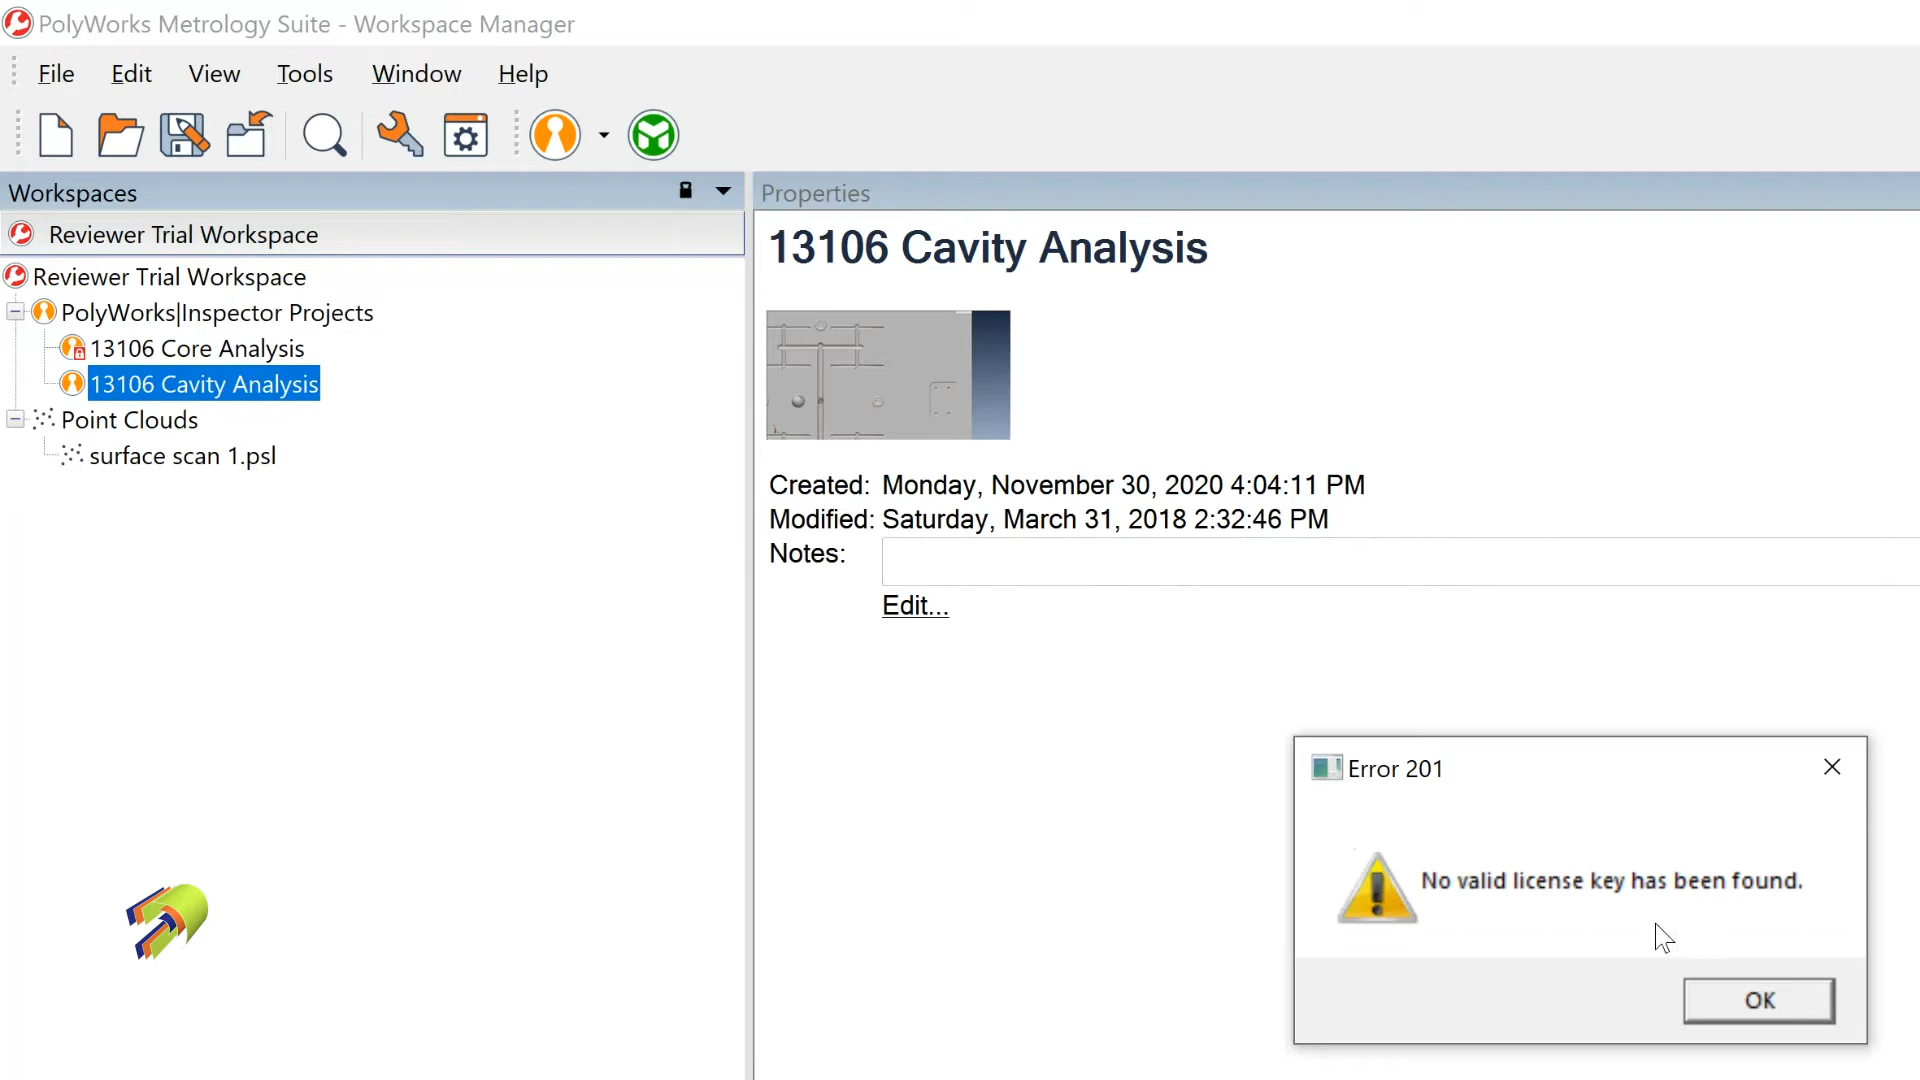 PolyWorks Metrology Suite - Workspace Manager
File Edit View Tools Window Help
Workspaces
Reviewer Trial Workspace
Reviewer Trial Workspace
PolyWorks|Inspector Projects
13106 Core Analysis
13106 Cavity Analysis
Point Clouds
surface scan 1.psl
Properties
13106 Cavity Analysis
Created: Monday, November 30, 2020 4:04:11 PM
Modified: Saturday, March 31, 2018 2:32:46 PM
Notes:
Edit...
Error 201
No valid license key has been found.
OK